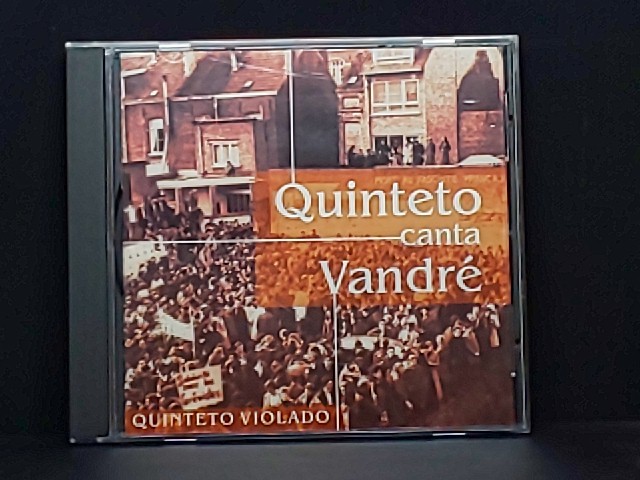 Quinteto
canta
Vandré
QUINTETO VIOLADO